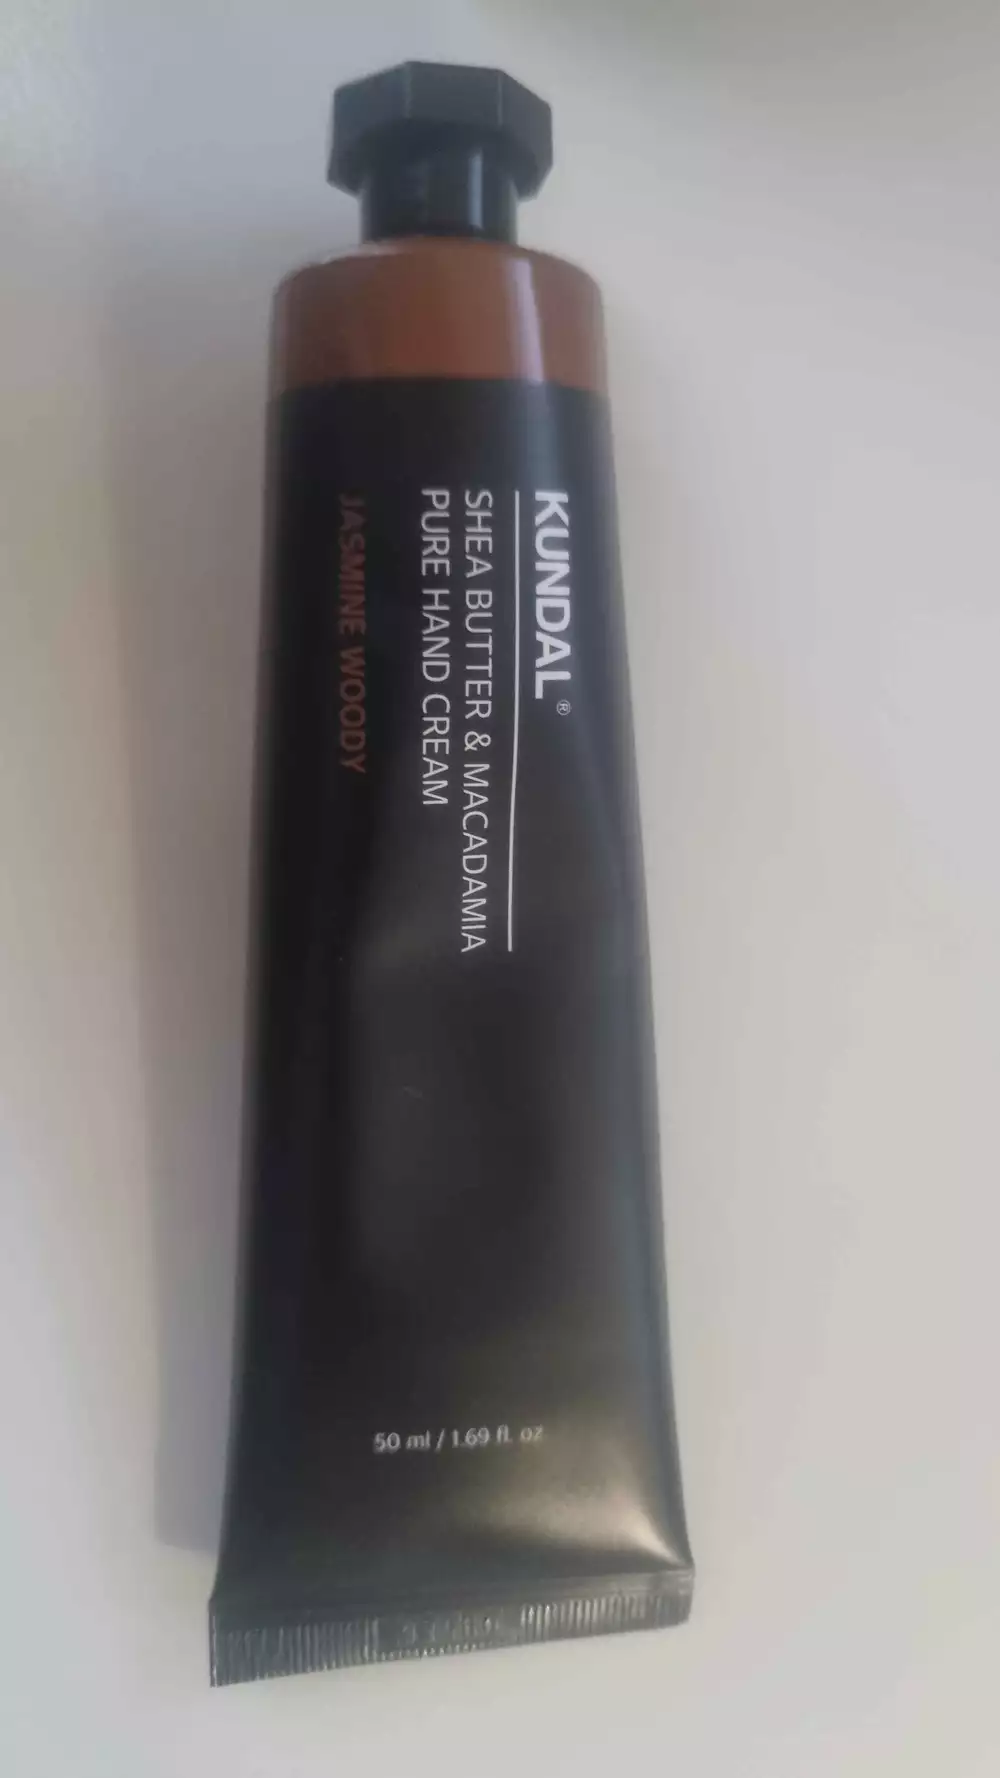 KUNDAL®
SHEA BUTTER & MACADAMIA
PURE HAND CREAM
JASMINE WOODY
50 ml / 1.69 fl. oz